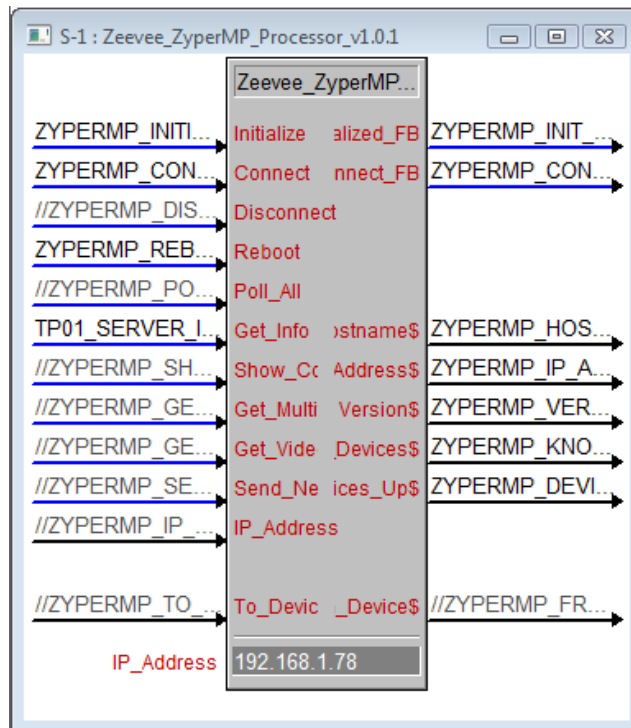 S-1 : Zeevee_ZyperMP_Processor_v1.0.1
Zeevee_ZyperMP...
ZYPERMP_INITI... Initialize alized_FB ZYPERMP_INIT_...
ZYPERMP_CON... Connect nnect_FB ZYPERMP_CON...
//ZYPERMP_DIS... Disconnect
ZYPERMP_REB... Reboot
//ZYPERMP_PO... Poll_All
TP01_SERVER_I... Get_Info ostname$ ZYPERMP_HOS...
//ZYPERMP_SH... Show_Cc Address$ ZYPERMP_IP_A...
//ZYPERMP_GE... Get_Multi Version$ ZYPERMP_VER...
//ZYPERMP_GE... Get_Vide _Devices$ ZYPERMP_KNO...
//ZYPERMP_SE... Send_Ne ices_Up$ ZYPERMP_DEVI...
//ZYPERMP_IP_... IP_Address
//ZYPERMP_TO_... To_Devic _Device$ //ZYPERMP_FR...
IP_Address 192.168.1.78